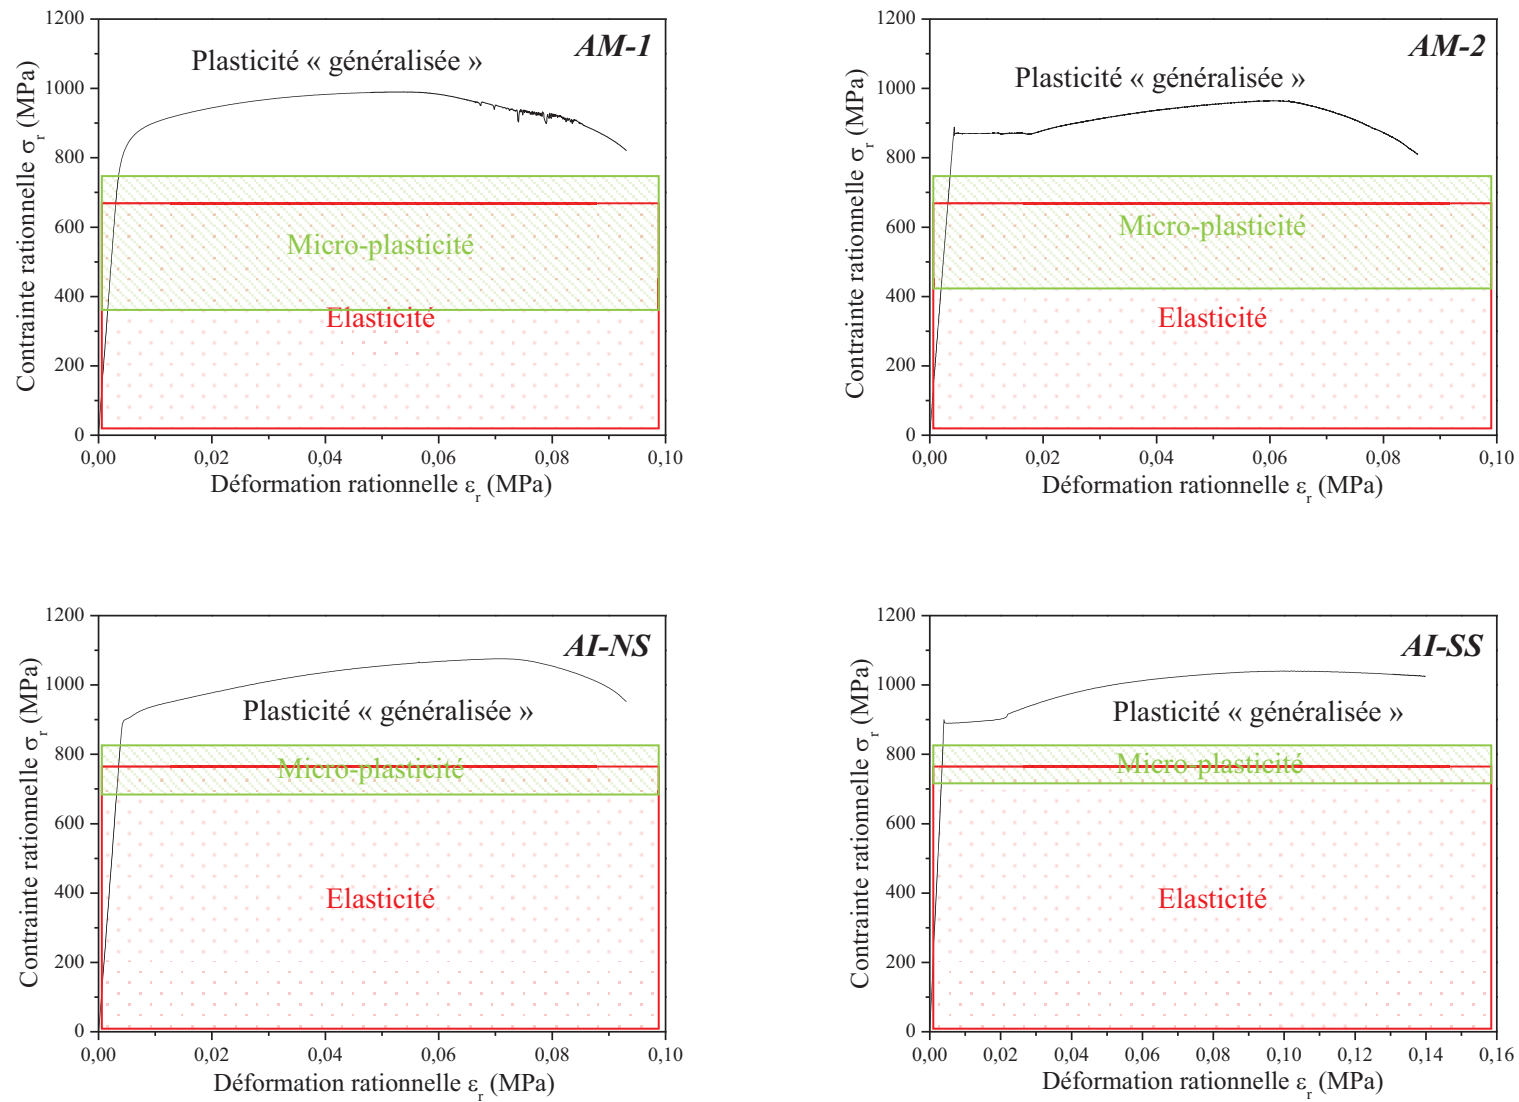 AM-1
Plasticité « généralisée »
Micro-plasticité
Elasticité
Contrainte rationnelle σr (MPa)
1200
1000
800
600
400
200
0
0,00 0,02 0,04 0,06 0,08 0,10
Déformation rationnelle εr (MPa)
AM-2
Plasticité « généralisée »
Micro-plasticité
Elasticité
Contrainte rationnelle σr (MPa)
1200
1000
800
600
400
200
0
0,00 0,02 0,04 0,06 0,08 0,10
Déformation rationnelle εr (MPa)
AI-NS
Plasticité « généralisée »
Micro-plasticité
Elasticité
Contrainte rationnelle σr (MPa)
1200
1000
800
600
400
200
0
0,00 0,02 0,04 0,06 0,08 0,10
Déformation rationnelle εr (MPa)
AI-SS
Plasticité « généralisée »
Micro-plasticité
Elasticité
Contrainte rationnelle σr (MPa)
1200
1000
800
600
400
200
0
0,00 0,02 0,04 0,06 0,08 0,10 0,12 0,14 0,16
Déformation rationnelle εr (MPa)